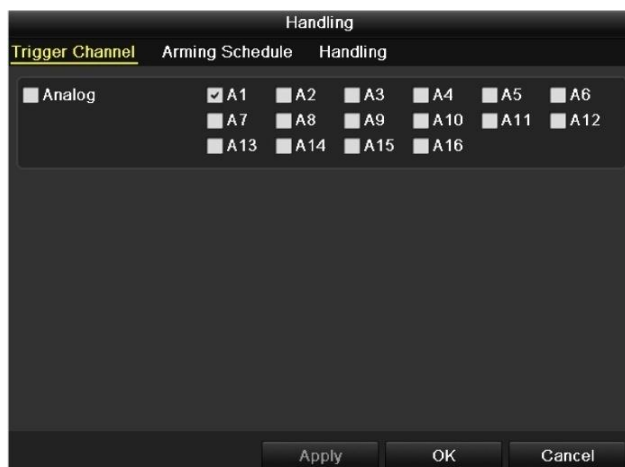 Handling
Trigger Channel Arming Schedule Handling
Analog A1 A2 A3 A4 A5 A6
A7 A8 A9 A10 A11 A12
A13 A14 A15 A16
Apply OK Cancel